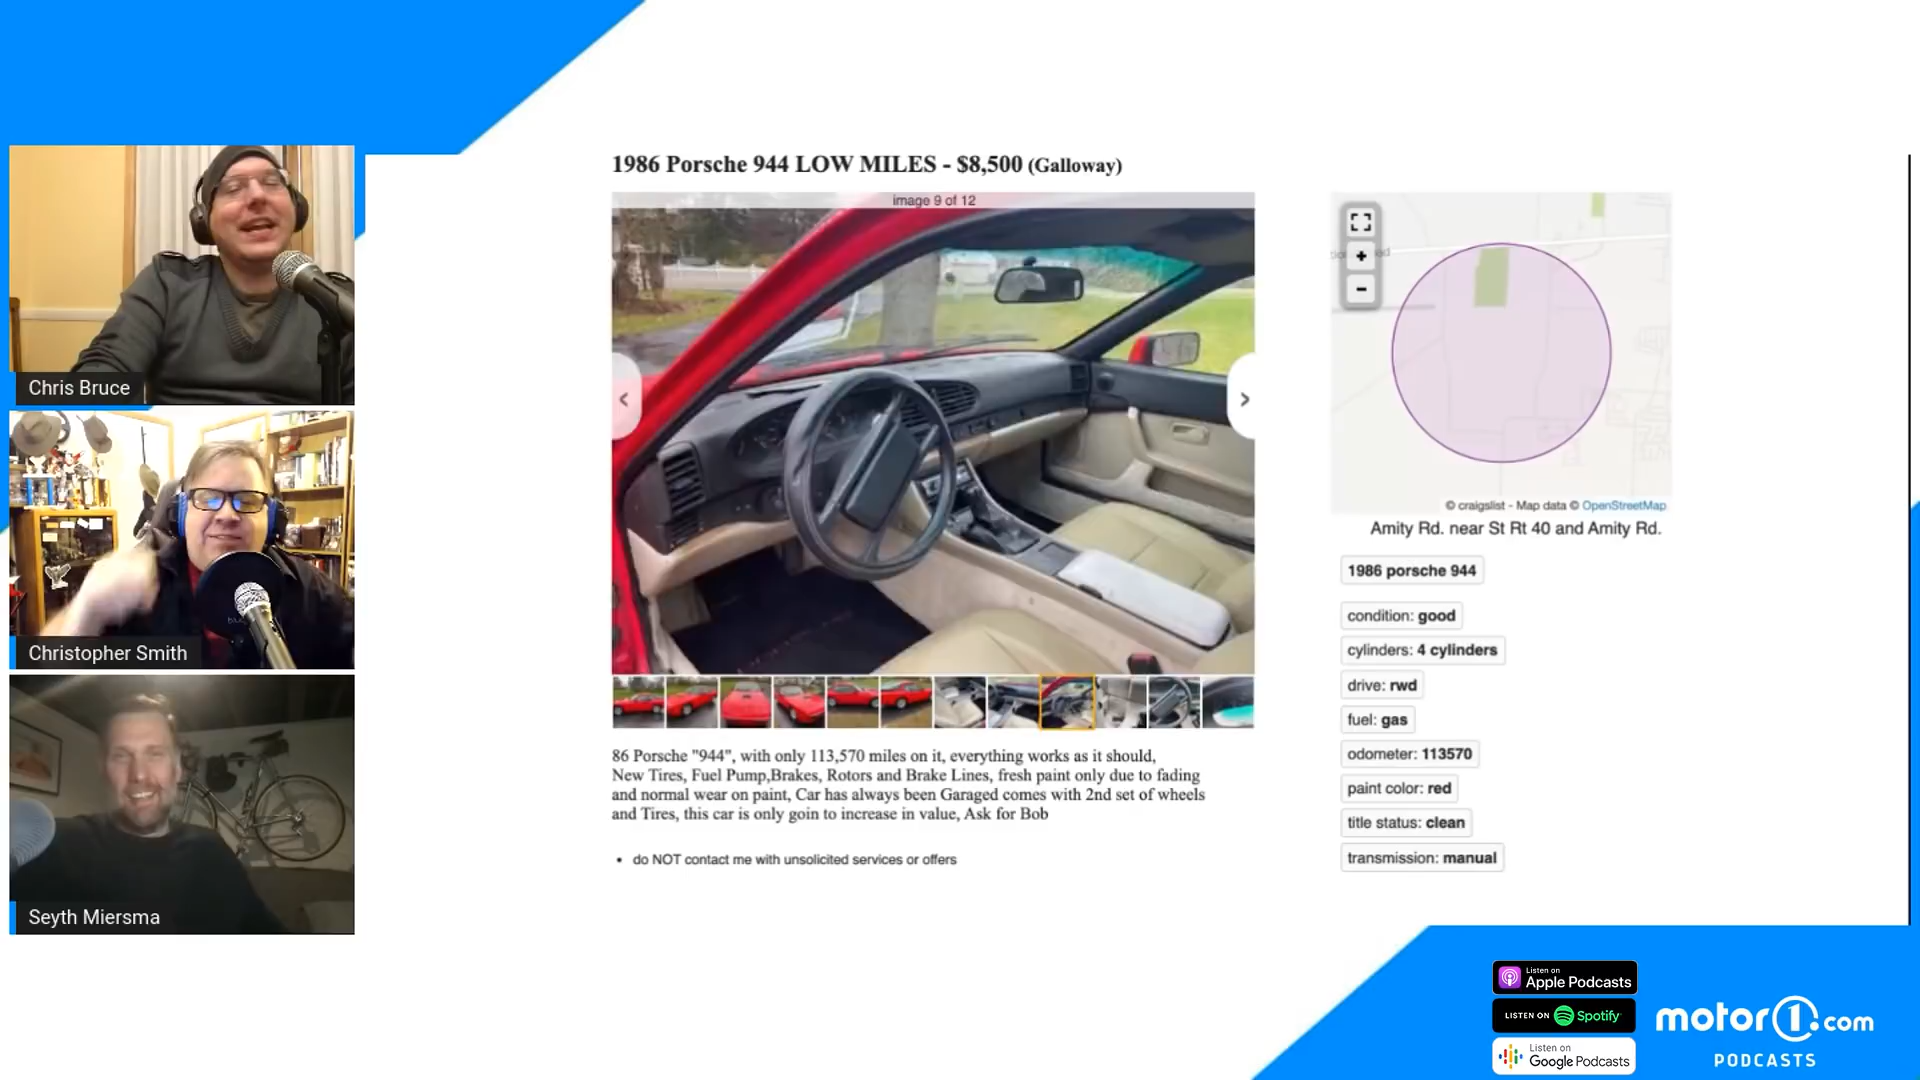 1986 Porsche 944 LOW MILES - $8,500 (Galloway)
image 9 of 12
Chris Bruce
Christopher Smith
Seyth Miersma
86 Porsche "944", with only 113,570 miles on it, everything works as it should,
New Tires, Fuel Pump,Brakes, Rotors and Brake Lines, fresh paint only due to fading
and normal wear on paint, Car has always been Garaged comes with 2nd set of wheels
and Tires, this car is only goin to increase in value, Ask for Bob
• do NOT contact me with unsolicited services or offers
+
-
© craigslist - Map data © OpenStreetMap
Amity Rd. near St Rt 40 and Amity Rd.
1986 porsche 944
condition: good
cylinders: 4 cylinders
drive: rwd
fuel: gas
odometer: 113570
paint color: red
title status: clean
transmission: manual
Listen on
Apple Podcasts
LISTEN ON Spotify
Listen on
Google Podcasts
motor1.com
PODCASTS